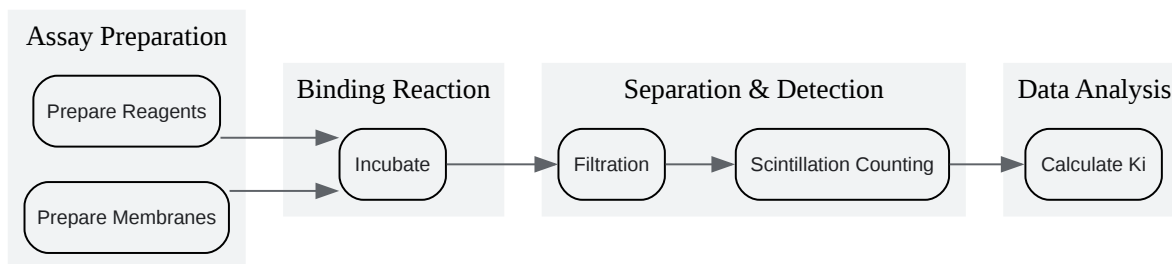 Assay Preparation
Prepare Reagents
Prepare Membranes
Binding Reaction
Incubate
Separation & Detection
Filtration
Scintillation Counting
Data Analysis
Calculate Ki